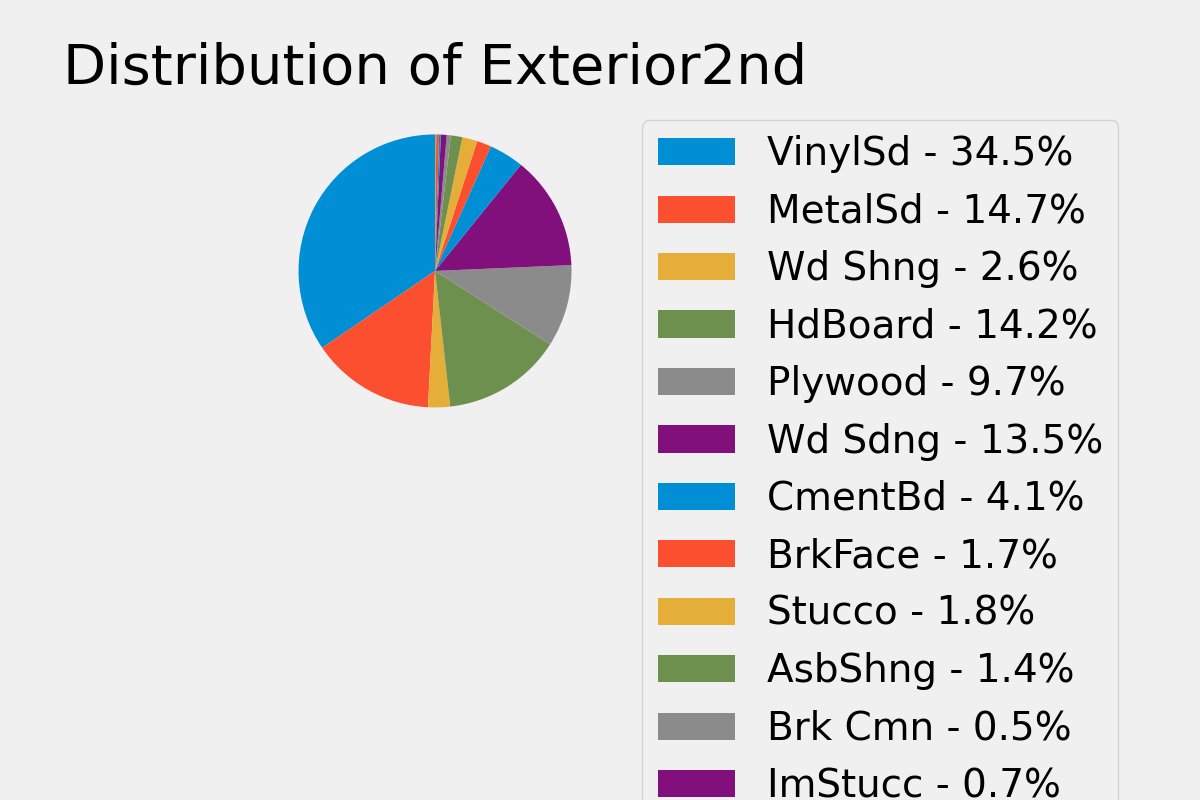 Distribution of Exterior2nd
VinylSd - 34.5%
MetalSd - 14.7%
Wd Shng - 2.6%
HdBoard - 14.2%
Plywood - 9.7%
Wd Sdng - 13.5%
CmentBd - 4.1%
BrkFace - 1.7%
Stucco - 1.8%
AsbShng - 1.4%
Brk Cmn - 0.5%
ImStucc - 0.7%